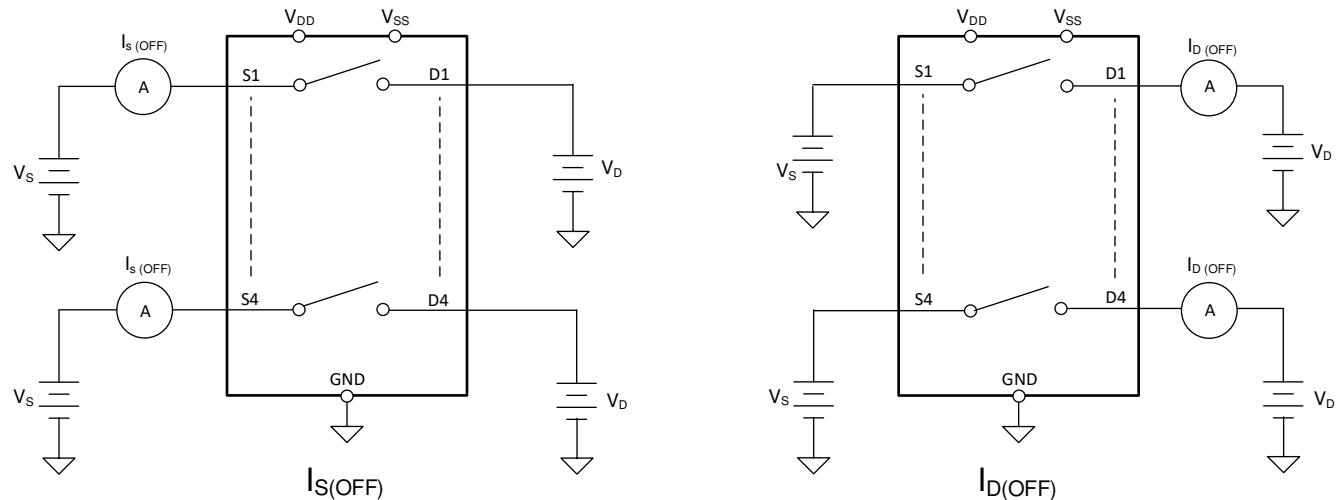 VDD VSS
Is (OFF)
A
S1 D1
VS
VD
Is (OFF)
A
S4 D4
GND
VS
VD
IS(OFF)
VDD VSS
ID (OFF)
S1 D1
A
VS
VD
ID (OFF)
S4 D4
A
GND
VS
VD
ID(OFF)